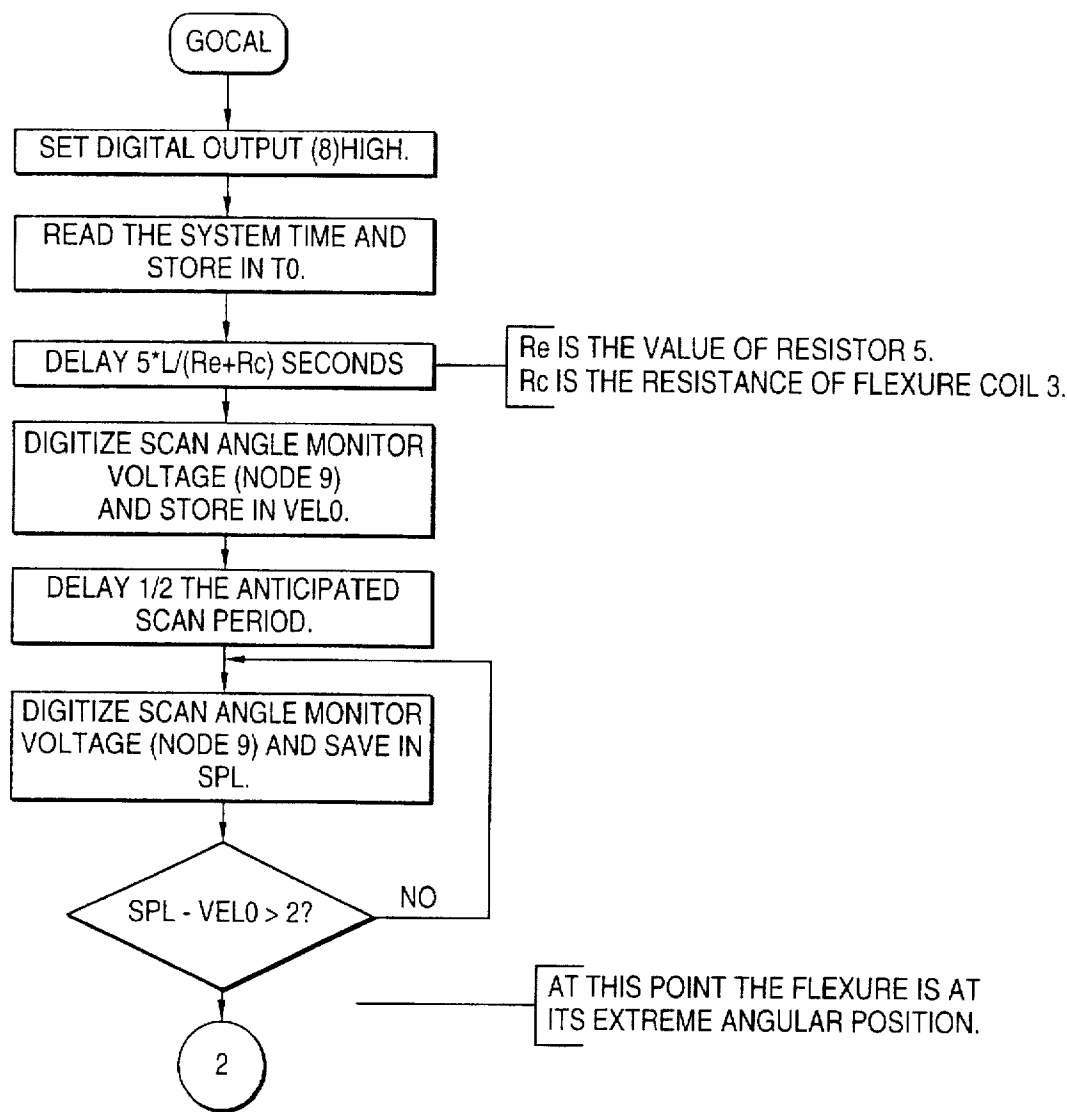 GOCAL
SET DIGITAL OUTPUT (8)HIGH.
READ THE SYSTEM TIME AND
STORE IN T0.
DELAY 5*L/(Re+Rc) SECONDS
Re IS THE VALUE OF RESISTOR 5.
Rc IS THE RESISTANCE OF FLEXURE COIL 3.
DIGITIZE SCAN ANGLE MONITOR
VOLTAGE (NODE 9)
AND STORE IN VEL0.
DELAY 1/2 THE ANTICIPATED
SCAN PERIOD.
DIGITIZE SCAN ANGLE MONITOR
VOLTAGE (NODE 9) AND SAVE IN
SPL.
SPL - VEL0 > 2?
NO
AT THIS POINT THE FLEXURE IS AT
ITS EXTREME ANGULAR POSITION.
2